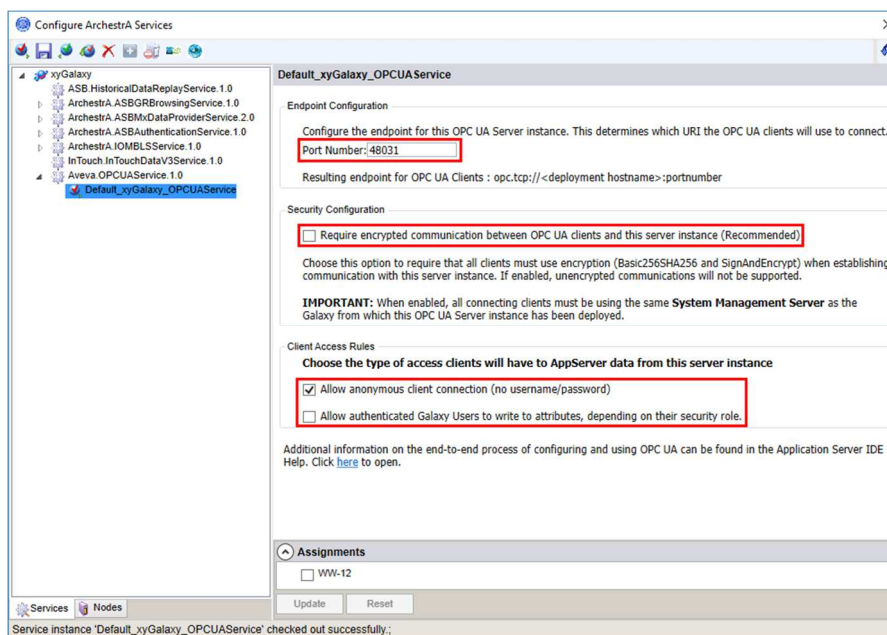 Configure ArchestrA Services
xyGalaxy
ASB.HistoricalDataReplayService.1.0
ArchestrA.ASBGRBrowsingService.1.0
ArchestrA.ASBMxDataProviderService.2.0
ArchestrA.ASBAuthenticationService.1.0
ArchestrA.IOMBLSService.1.0
InTouch.InTouchDataV3Service.1.0
Aveva.OPCUAService.1.0
Default_xyGalaxy_OPCUAService
Services
Nodes
Default_xyGalaxy_OPCUAService
Endpoint Configuration
Configure the endpoint for this OPC UA Server instance. This determines which URI the OPC UA clients will use to connect.
Port Number: 48031
Resulting endpoint for OPC UA Clients : opc.tcp://<deployment hostname>:portnumber
Security Configuration
Require encrypted communication between OPC UA clients and this server instance (Recommended)
Choose this option to require that all clients must use encryption (Basic256SHA256 and SignAndEncrypt) when establishing
communication with this server instance. If enabled, unencrypted communications will not be supported.
IMPORTANT: When enabled, all connecting clients must be using the same System Management Server as the
Galaxy from which this OPC UA Server instance has been deployed.
Client Access Rules
Choose the type of access clients will have to AppServer data from this server instance
Allow anonymous client connection (no username/password)
Allow authenticated Galaxy Users to write to attributes, depending on their security role.
Additional information on the end-to-end process of configuring and using OPC UA can be found in the Application Server IDE
Help. Click here to open.
Assignments
WW-12
Update
Reset
Service instance 'Default_xyGalaxy_OPCUAService' checked out successfully.;